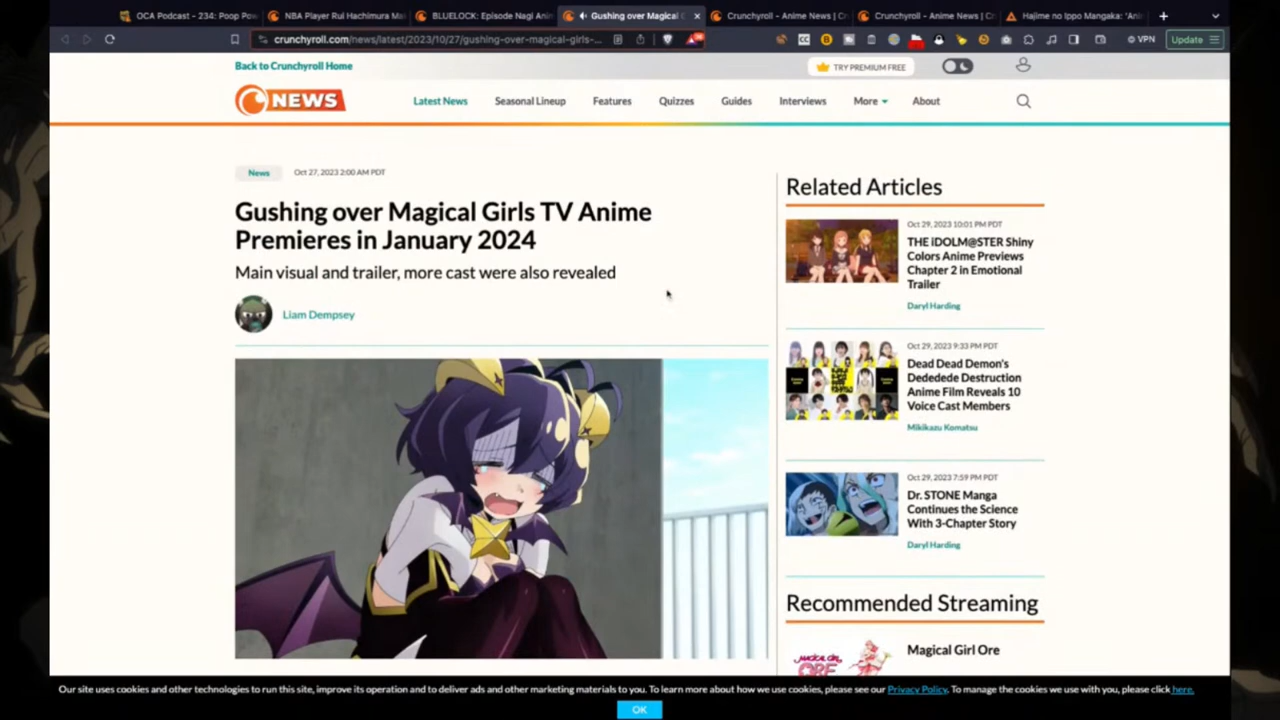 OCA Podcast - 234: Poop Pow
NBA Player Rui Hachimura Ma
BLUELOCK: Episode Nagi Ani
Gushing over Magical G
Crunchyroll - Anime News | Cr
Crunchyroll - Anime News | Cr
Hajime no Ippo Mangaka: 'Ani
crunchyroll.com/news/latest/2023/10/27/gushing-over-magical-girls-...
VPN
Update
Back to Crunchyroll Home
TRY PREMIUM FREE
NEWS
Latest News
Seasonal Lineup
Features
Quizzes
Guides
Interviews
More
About
News
Oct 27, 2023 2:00 AM PDT
Gushing over Magical Girls TV Anime
Premieres in January 2024
Main visual and trailer, more cast were also revealed
Liam Dempsey
Related Articles
Oct 29, 2023 10:01 PM PDT
THE iDOLM@STER Shiny
Colors Anime Previews
Chapter 2 in Emotional
Trailer
Daryl Harding
Oct 29, 2023 9:33 PM PDT
Dead Dead Demon's
Dededede Destruction
Anime Film Reveals 10
Voice Cast Members
Mikikazu Komatsu
Oct 29, 2023 7:59 PM PDT
Dr. STONE Manga
Continues the Science
With 3-Chapter Story
Daryl Harding
Recommended Streaming
MAGICAL GIRL
ORE
Magical Girl Ore
Our site uses cookies and other technologies to run this site, improve its operation and to deliver ads and other marketing materials to you. To learn more about how we use cookies, please see our Privacy Policy. To manage the cookies we use with you, please click here.
OK